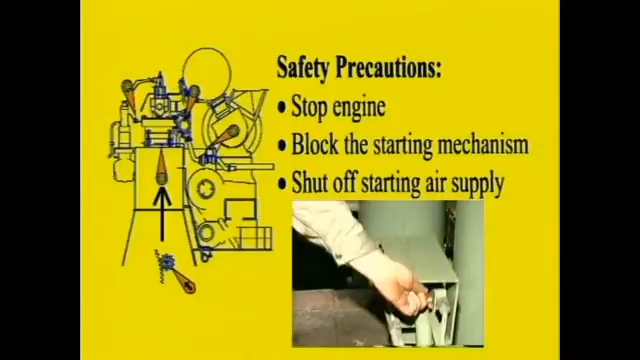 Safety Precautions:
• Stop engine
• Block the starting mechanism
• Shut off starting air supply